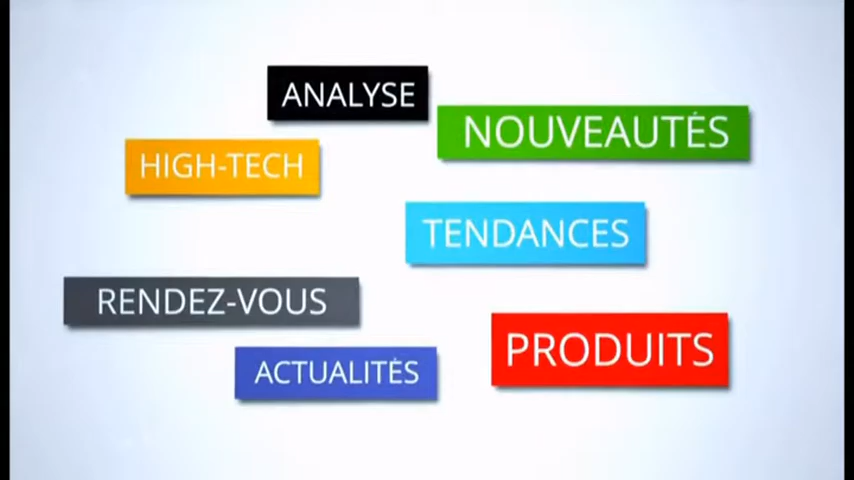 ANALYSE
NOUVEAUTÉS
HIGH-TECH
TENDANCES
RENDEZ-VOUS
PRODUITS
ACTUALITÉS